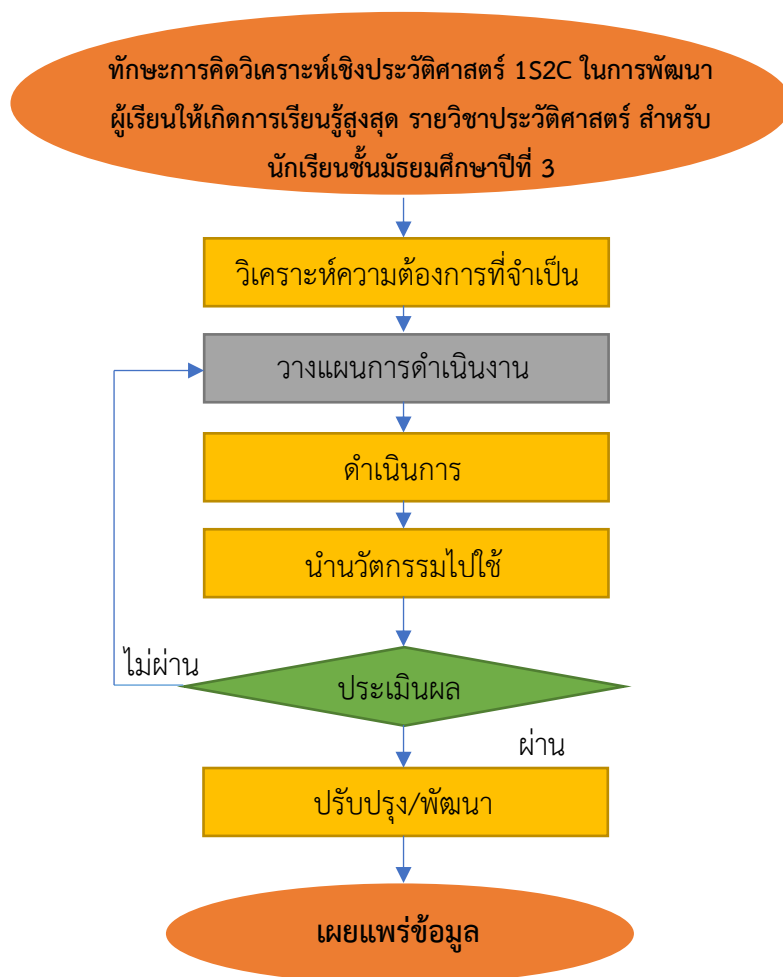 ทักษะการคิดวิเคราะห์เชิงประวัติศาสตร์ 1S2C ในการพัฒนา
ผู้เรียนให้เกิดการเรียนรู้สูงสุด รายวิชาประวัติศาสตร์ สำหรับ
นักเรียนชั้นมัธยมศึกษาปีที่ 3
วิเคราะห์ความต้องการที่จำเป็น
วางแผนการดำเนินงาน
ดำเนินการ
นำนวัตกรรมไปใช้
ไม่ผ่าน
ประเมินผล
ผ่าน
ปรับปรุง/พัฒนา
เผยแพร่ข้อมูล